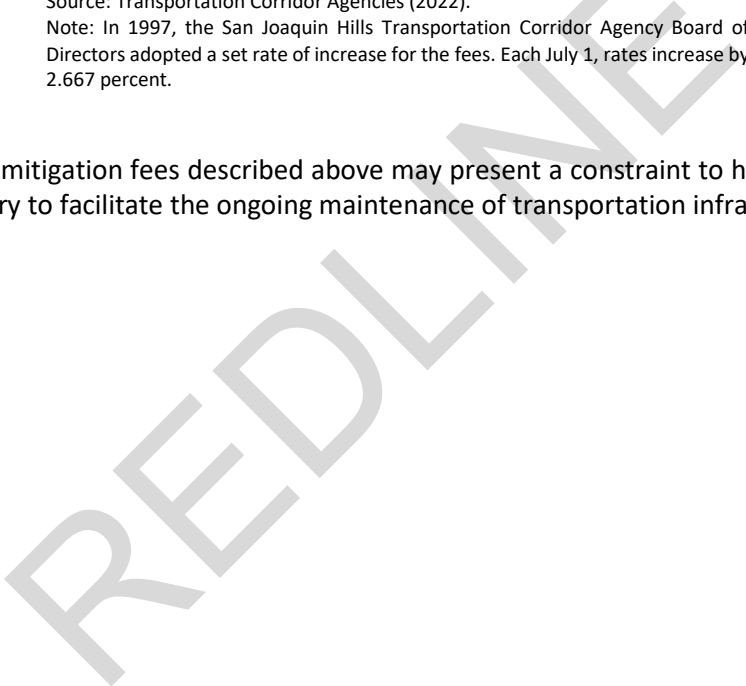 Source: Transportation Corridor Agencies (2022).
Note: In 1997, the San Joaquin Hills Transportation Corridor Agency Board of
Directors adopted a set rate of increase for the fees. Each July 1, rates increase by
2.667 percent.
mitigation fees described above may present a constraint to h
ry to facilitate the ongoing maintenance of transportation infra
REDLINE